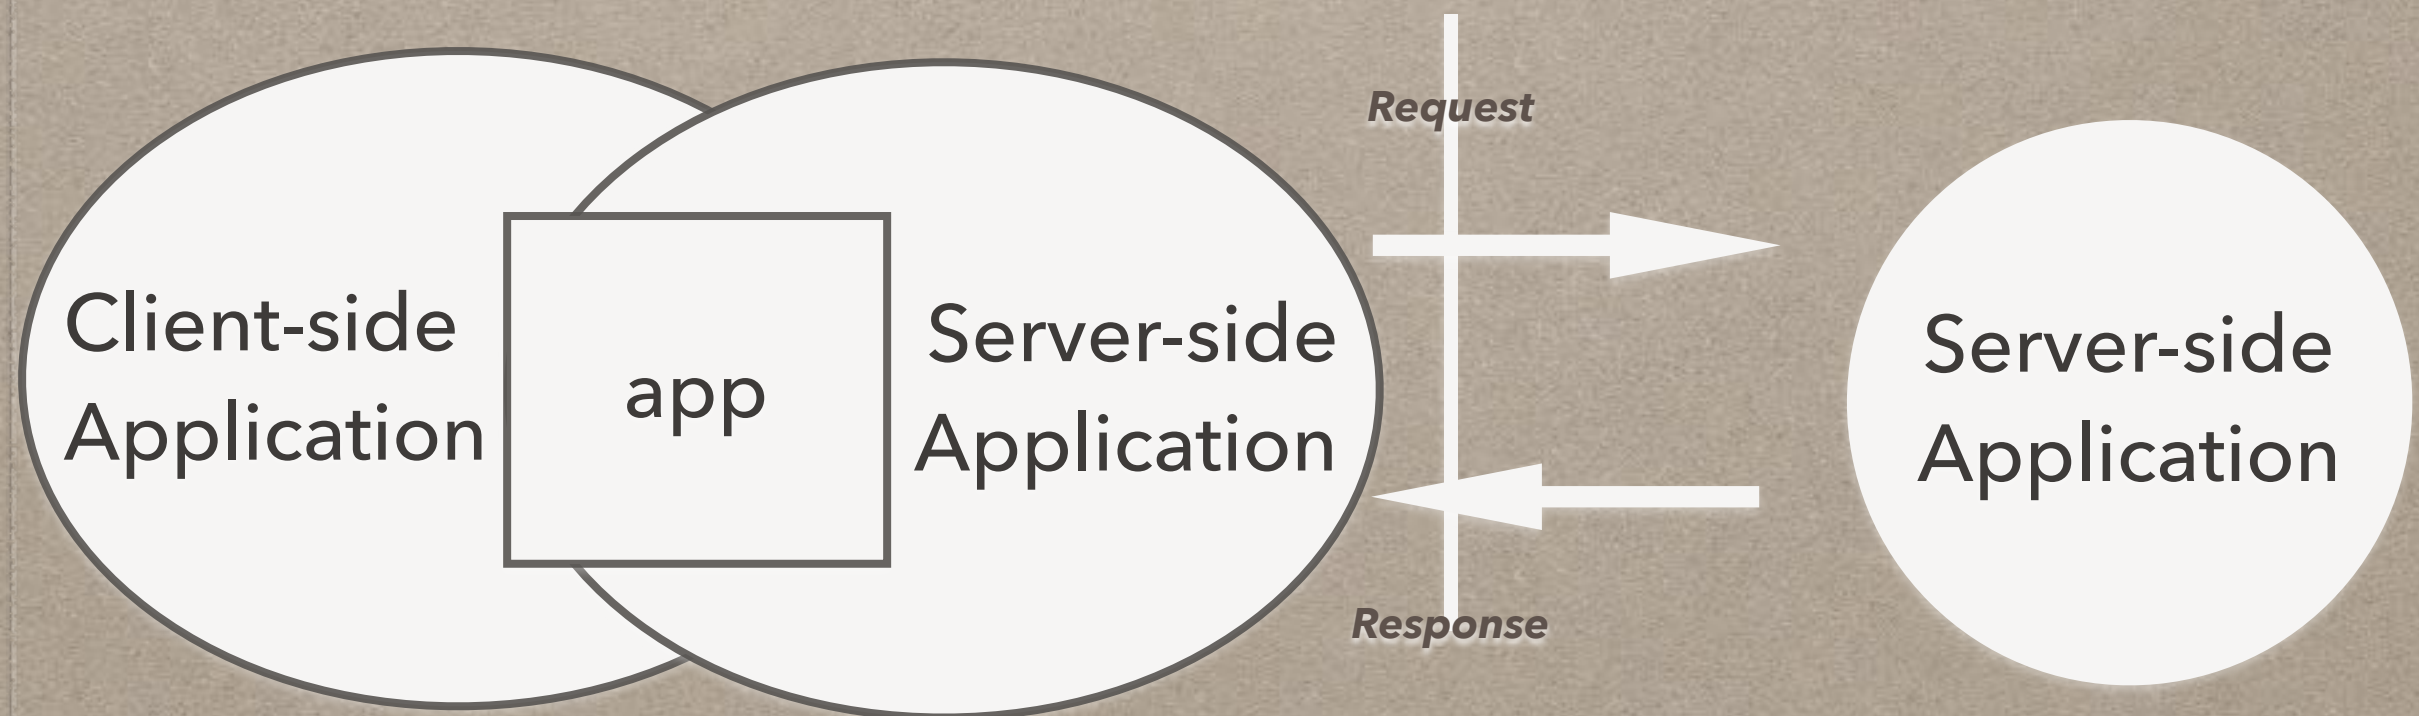 Client-side
Application
app
Server-side
Application
Request
Response
Server-side
Application